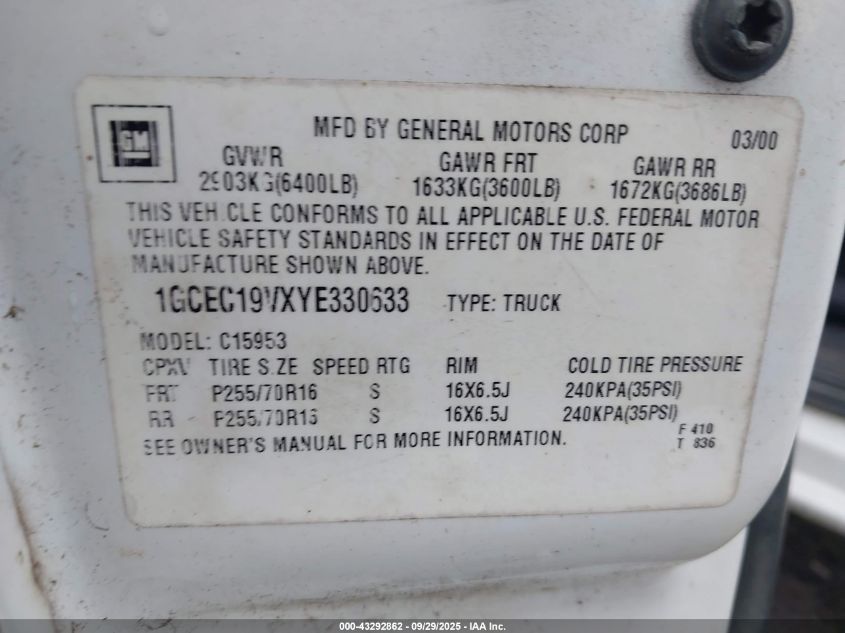 GM
MFD BY GENERAL MOTORS CORP 03/00
GVWR GAWR FRT GAWR RR
2903KG(6400LB) 1633KG(3600LB) 1672KG(3686LB)
THIS VEHICLE CONFORMS TO ALL APPLICABLE U.S. FEDERAL MOTOR
VEHICLE SAFETY STANDARDS IN EFFECT ON THE DATE OF
MANUFACTURE SHOWN ABOVE.
1GCEC19VXYE330633 TYPE: TRUCK
MODEL: C15953
CPXV TIRE SIZE SPEED RTG RIM COLD TIRE PRESSURE
FRT P255/70R16 S 16X6.5J 240KPA(35PSI)
RR P255/70R16 S 16X6.5J 240KPA(35PSI)
SEE OWNER'S MANUAL FOR MORE INFORMATION.
F 410
T 836
000-43292862 | 09/29/2025 - IAA Inc.